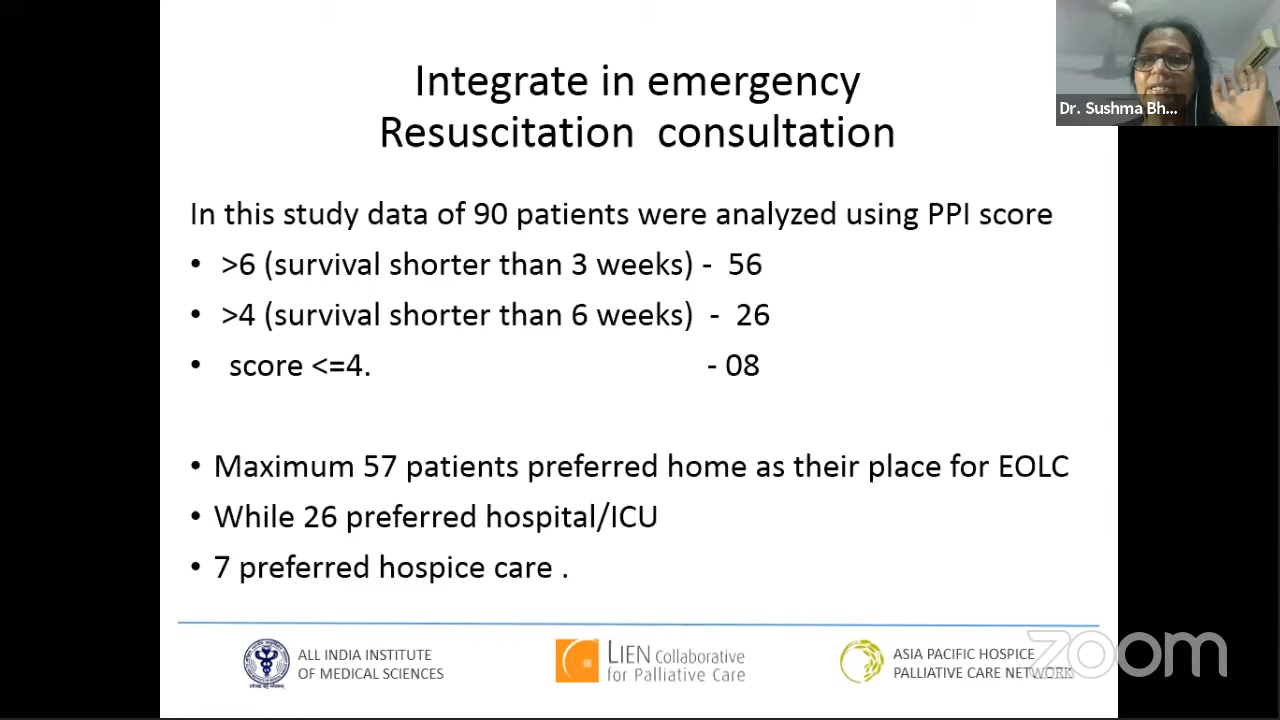 Integrate in emergency
Resuscitation consultation
Dr. Sushma Bh...
In this study data of 90 patients were analyzed using PPI score
• >6 (survival shorter than 3 weeks) - 56
• >4 (survival shorter than 6 weeks) - 26
• score <=4. - 08
• Maximum 57 patients preferred home as their place for EOLC
• While 26 preferred hospital/ICU
• 7 preferred hospice care .
ALL INDIA INSTITUTE
OF MEDICAL SCIENCES
LIEN Collaborative
for Palliative Care
ASIA PACIFIC HOSPICE
PALLIATIVE CARE NETWORK
zoom